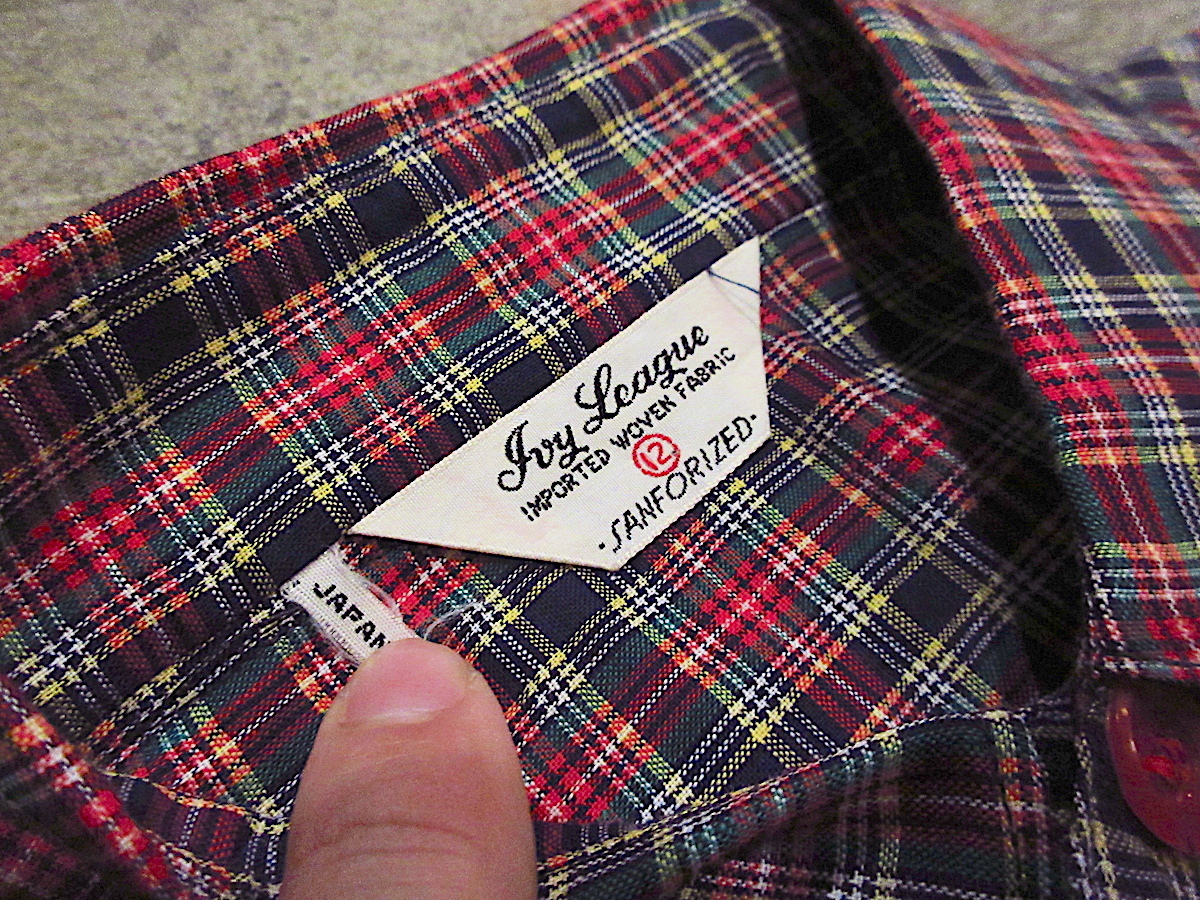 Ivy League
IMPORTED WOVEN FABRIC
12
·SANFORIZED·
JAPAN